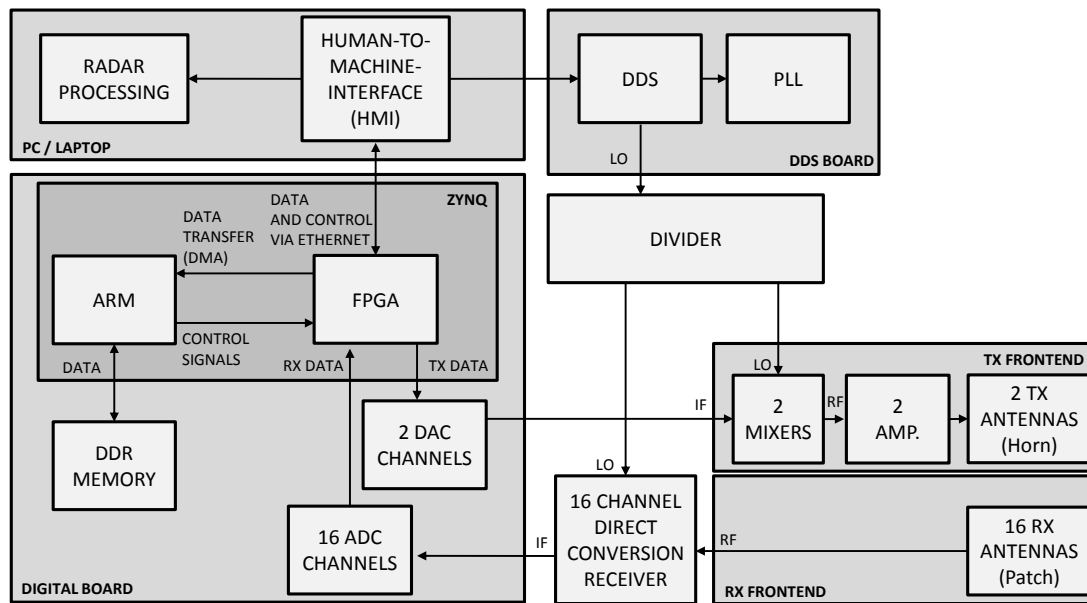 RADAR
PROCESSING
HUMAN-TO-
MACHINE-
INTERFACE
(HMI)
PC / LAPTOP
DDS
PLL
LO
DDS BOARD
DIVIDER
ZYNQ
DATA
TRANSFER
(DMA)
DATA
AND CONTROL
VIA ETHERNET
ARM
FPGA
CONTROL
SIGNALS
DATA
RX DATA
TX DATA
DDR
MEMORY
2 DAC
CHANNELS
16 ADC
CHANNELS
DIGITAL BOARD
LO
TX FRONTEND
IF
2
MIXERS
RF
2
AMP.
2 TX
ANTENNAS
(Horn)
LO
16 CHANNEL
DIRECT
CONVERSION
RECEIVER
IF
RF
16 RX
ANTENNAS
(Patch)
RX FRONTEND